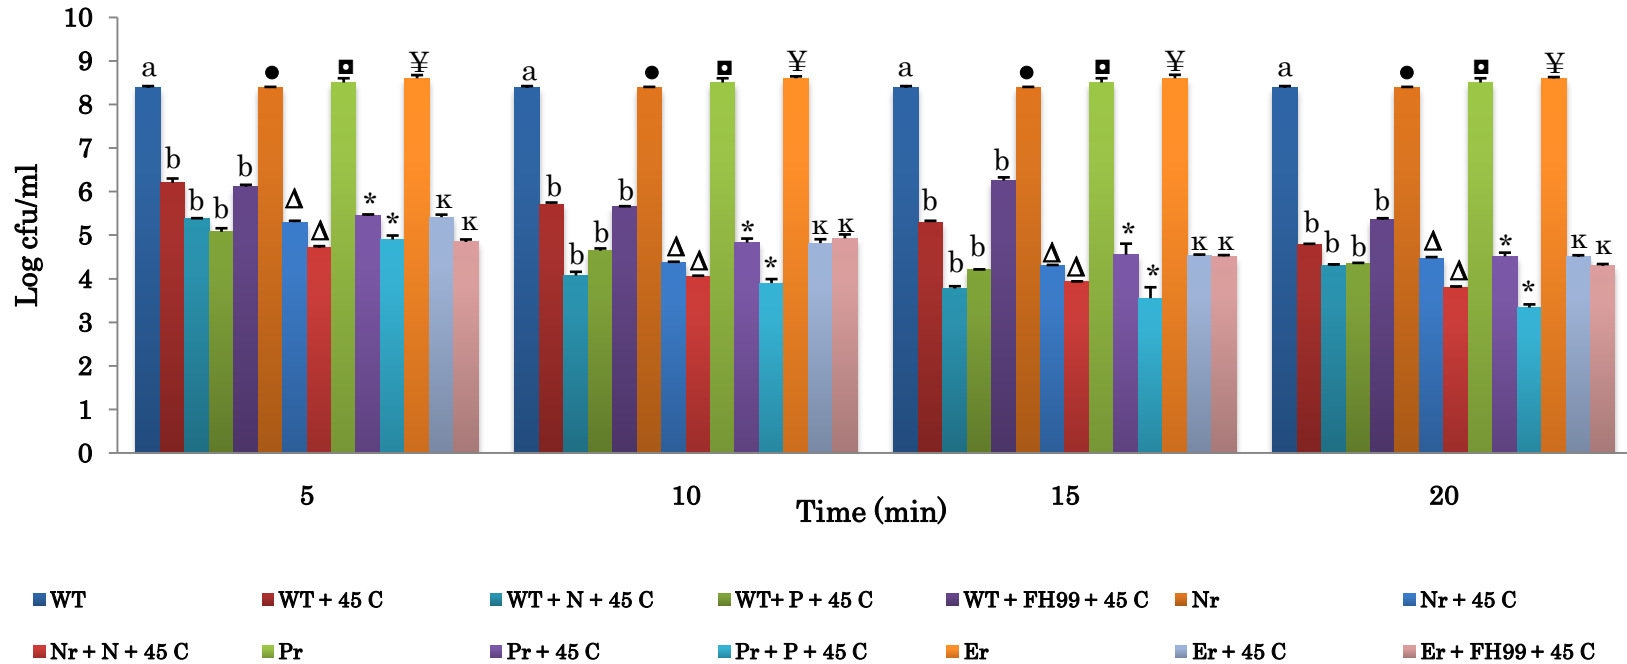 10
9
8
7
6
5
4
3
2
1
0
Log cfu/ml
a b b b b ● Δ Δ ◘ * * ¥ κ κ
a b b b b ● Δ Δ ◘ * * ¥ κ κ
a b b b b ● Δ Δ ◘ * * ¥ κ κ
a b b b b ● Δ Δ ◘ * * ¥ κ κ
5 10 15 20
Time (min)
WT WT + 45 C WT + N + 45 C WT+ P + 45 C WT + FH99 + 45 C Nr Nr + 45 C
Nr + N + 45 C Pr Pr + 45 C Pr + P + 45 C Er Er + 45 C Er + FH99 + 45 C